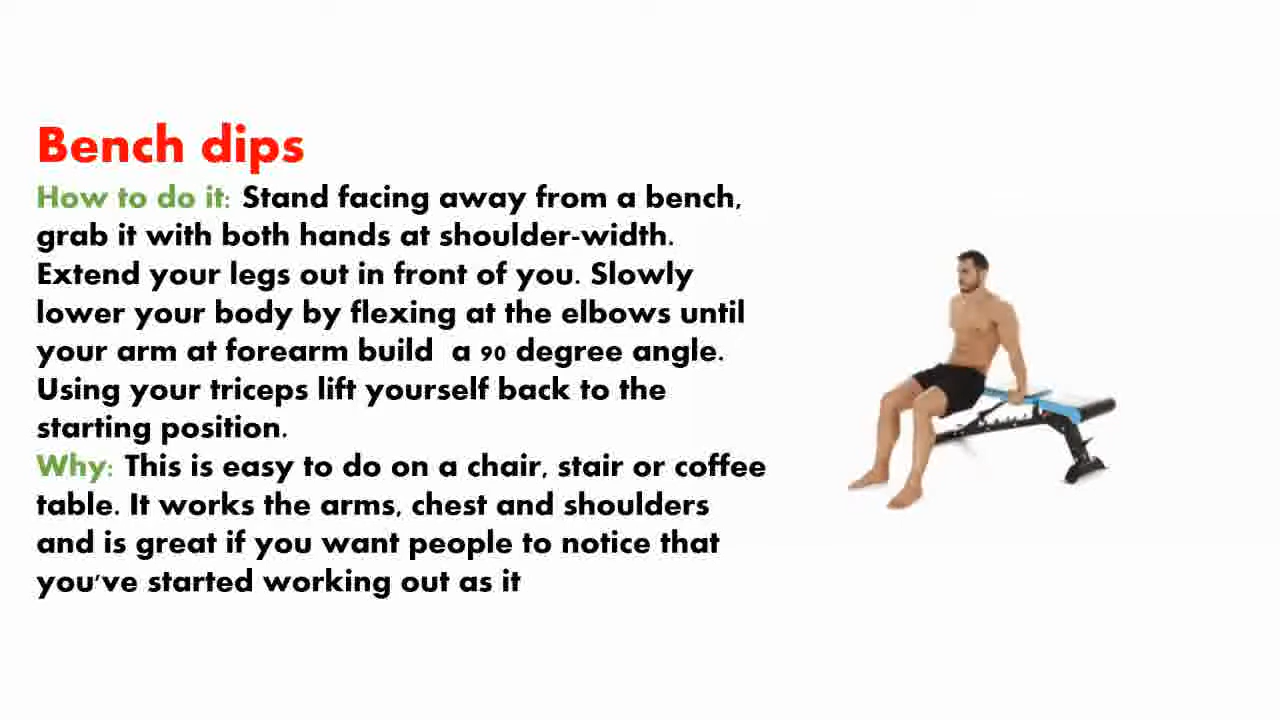 Bench dips
How to do it: Stand facing away from a bench,
grab it with both hands at shoulder-width.
Extend your legs out in front of you. Slowly
lower your body by flexing at the elbows until
your arm at forearm build  a 90 degree angle.
Using your triceps lift yourself back to the
starting position.
Why: This is easy to do on a chair, stair or coffee
table. It works the arms, chest and shoulders
and is great if you want people to notice that
you've started working out as it